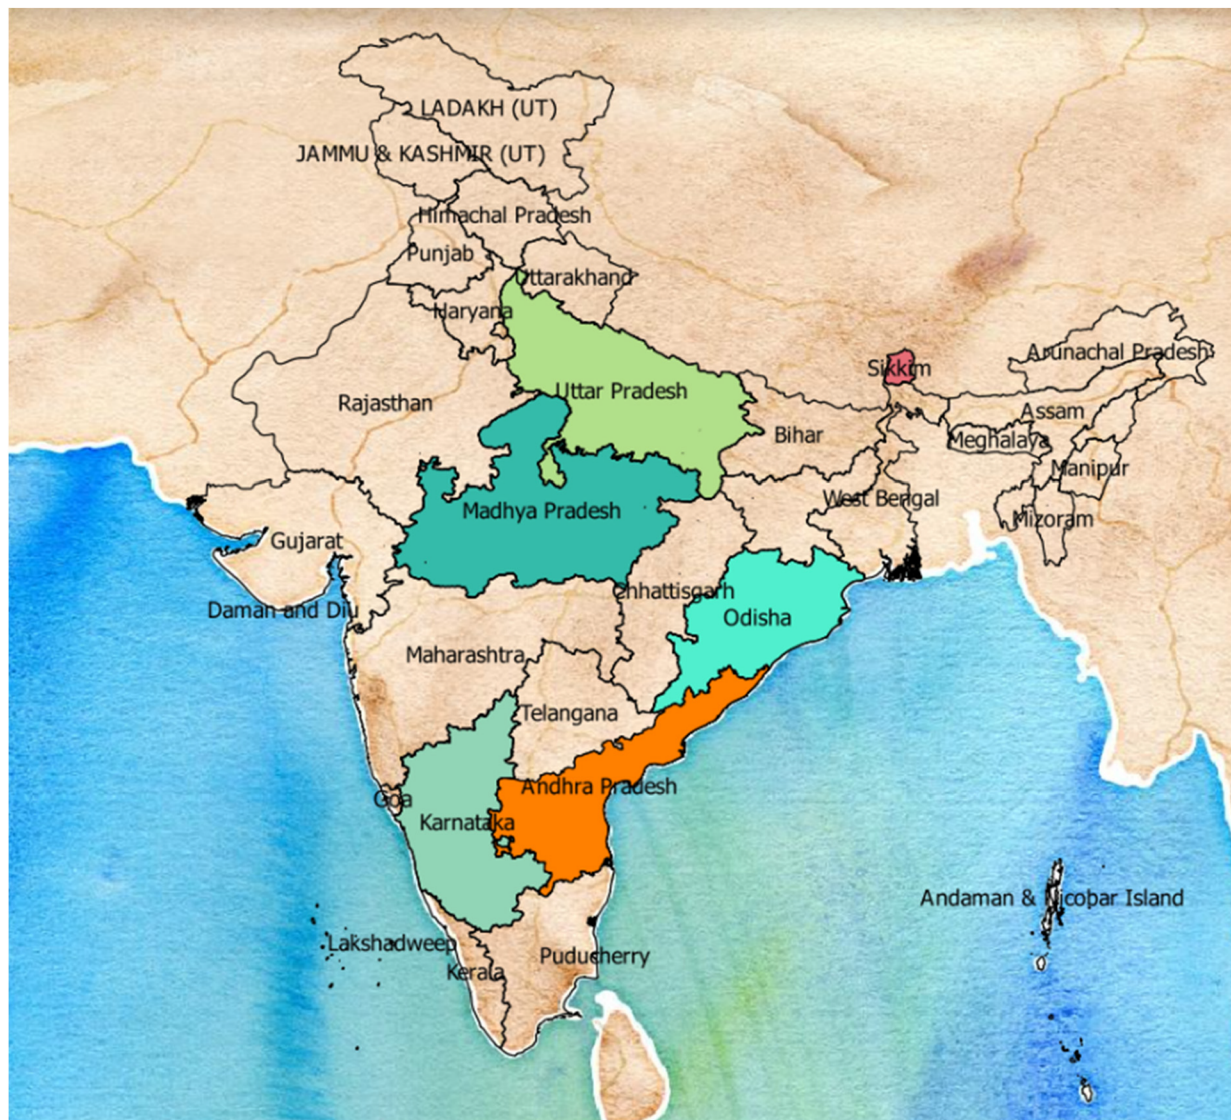 LADAKH (UT)
JAMMU & KASHMIR (UT)
Himachal Pradesh
Punjab
Uttarakhand
Haryana
Sikkim
Arunachal Pradesh
Rajasthan
Uttar Pradesh
Assam
Bihar
Meghalaya
Manipur
West Bengal
Madhya Pradesh
Mizoram
Gujarat
Chhattisgarh
Daman and Diu
Odisha
Maharashtra
Telangana
Andhra Pradesh
Goa
Karnataka
Andaman & Nicobar Island
Lakshadweep
Puducherry
Kerala